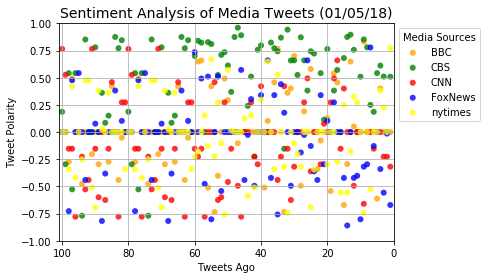 Sentiment Analysis of Media Tweets (01/05/18)
1.00
0.75
0.50
0.25
0.00
−0.25
−0.50
−0.75
−1.00
Tweet Polarity
100
80
60
40
20
0
Tweets Ago
Media Sources
BBC
CBS
CNN
FoxNews
nytimes